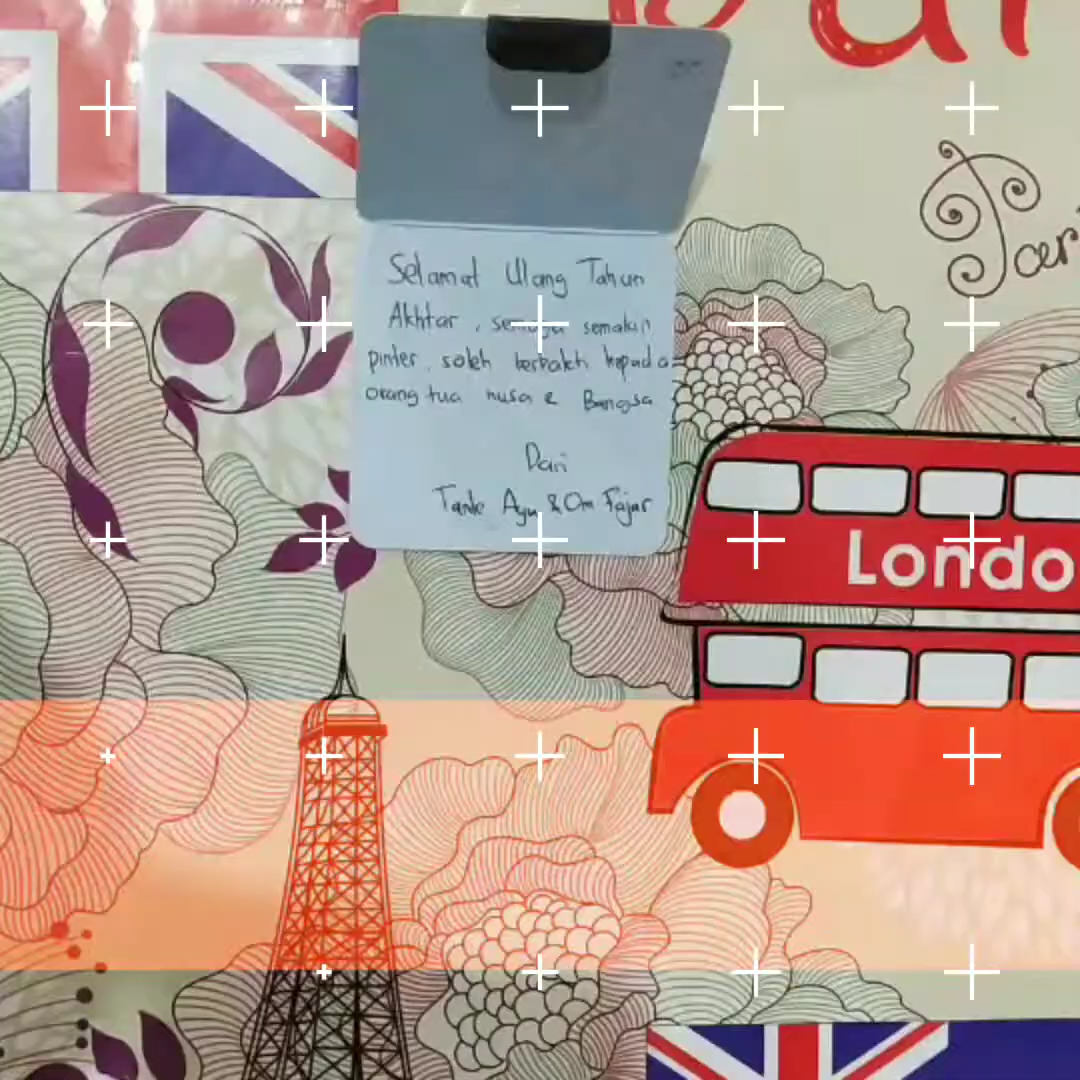 Selamat Ulang Tahun
Akhtar, semoga semakin
pinter, soleh berbakti kepada
orang tua nusa & Bangsa
Dari
Tante Ayu & Om Fajar
Londo